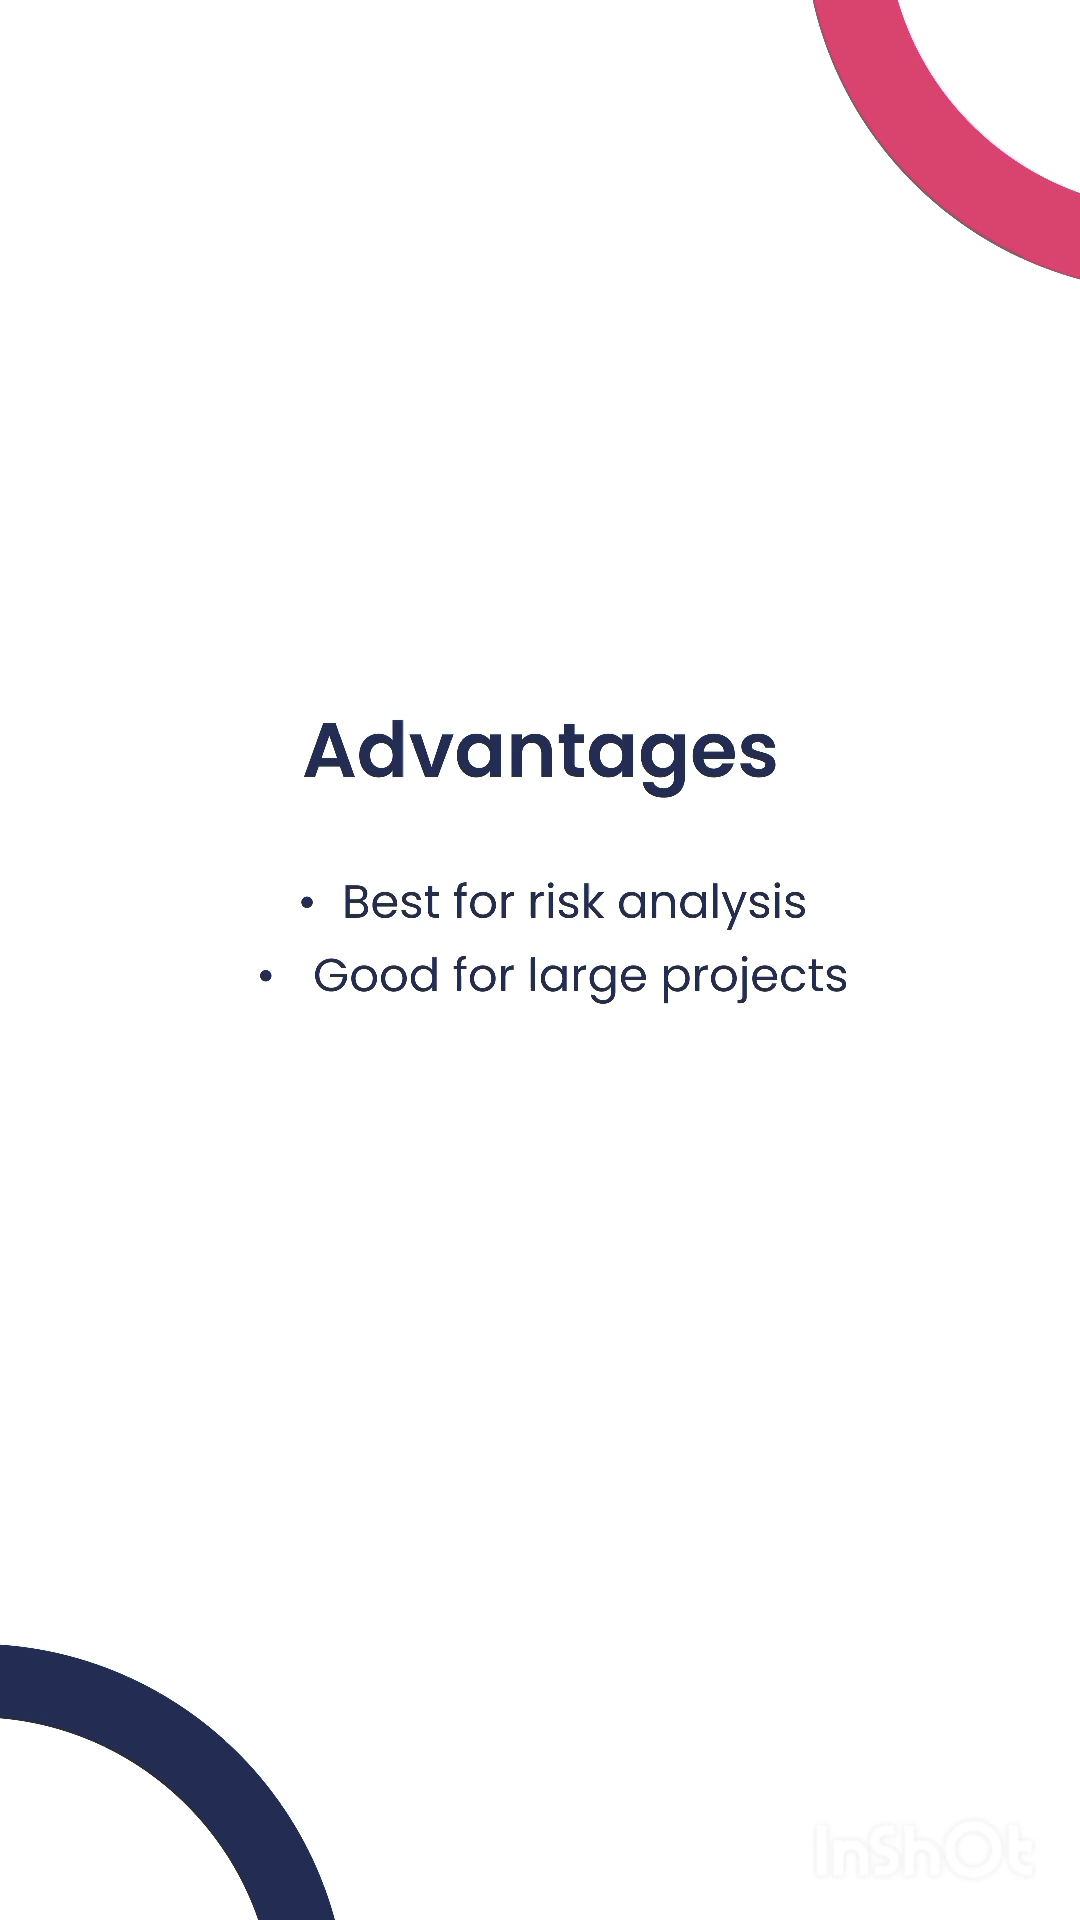 Advantages
• Best for risk analysis
• Good for large projects
InShOt